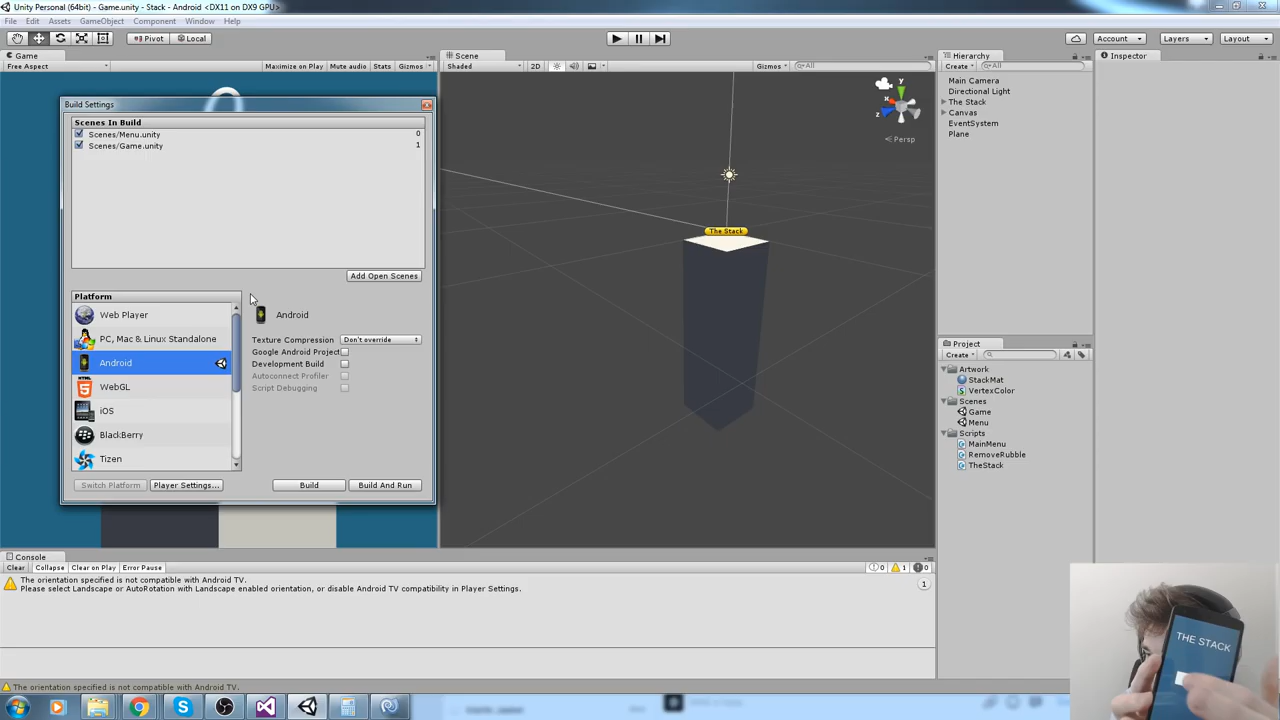 Unity Personal (64bit) - Game.unity - Stack - Android <DX11 on DX9 GPU>
File Edit Assets GameObject Component Window Help
Pivot Local Account Layers Layout
Game
Free Aspect Maximize on Play Mute audio Stats Gizmos
Build Settings
Scenes In Build
Scenes/Menu.unity 0
Scenes/Game.unity 1
Add Open Scenes
Platform
Web Player
PC, Mac & Linux Standalone
Android
WebGL
iOS
BlackBerry
Tizen
Android
Texture Compression Don't override
Google Android Project
Development Build
Autoconnect Profiler
Script Debugging
Switch Platform Player Settings... Build Build And Run
Scene
Shaded 2D Gizmos All
y
x
z
Persp
The Stack
Hierarchy
Create All
Main Camera
Directional Light
The Stack
Canvas
EventSystem
Plane
Project
Create
Artwork
StackMat
VertexColor
Scenes
Game
Menu
Scripts
MainMenu
RemoveRubble
TheStack
Inspector
Console
Clear Collapse Clear on Play Error Pause 0 1 0
The orientation specified is not compatible with Android TV.
Please select Landscape or AutoRotation with Landscape enabled orientation, or disable Android TV compatibility in Player Settings.
1
The orientation specified is not compatible with Android TV.
THE STACK